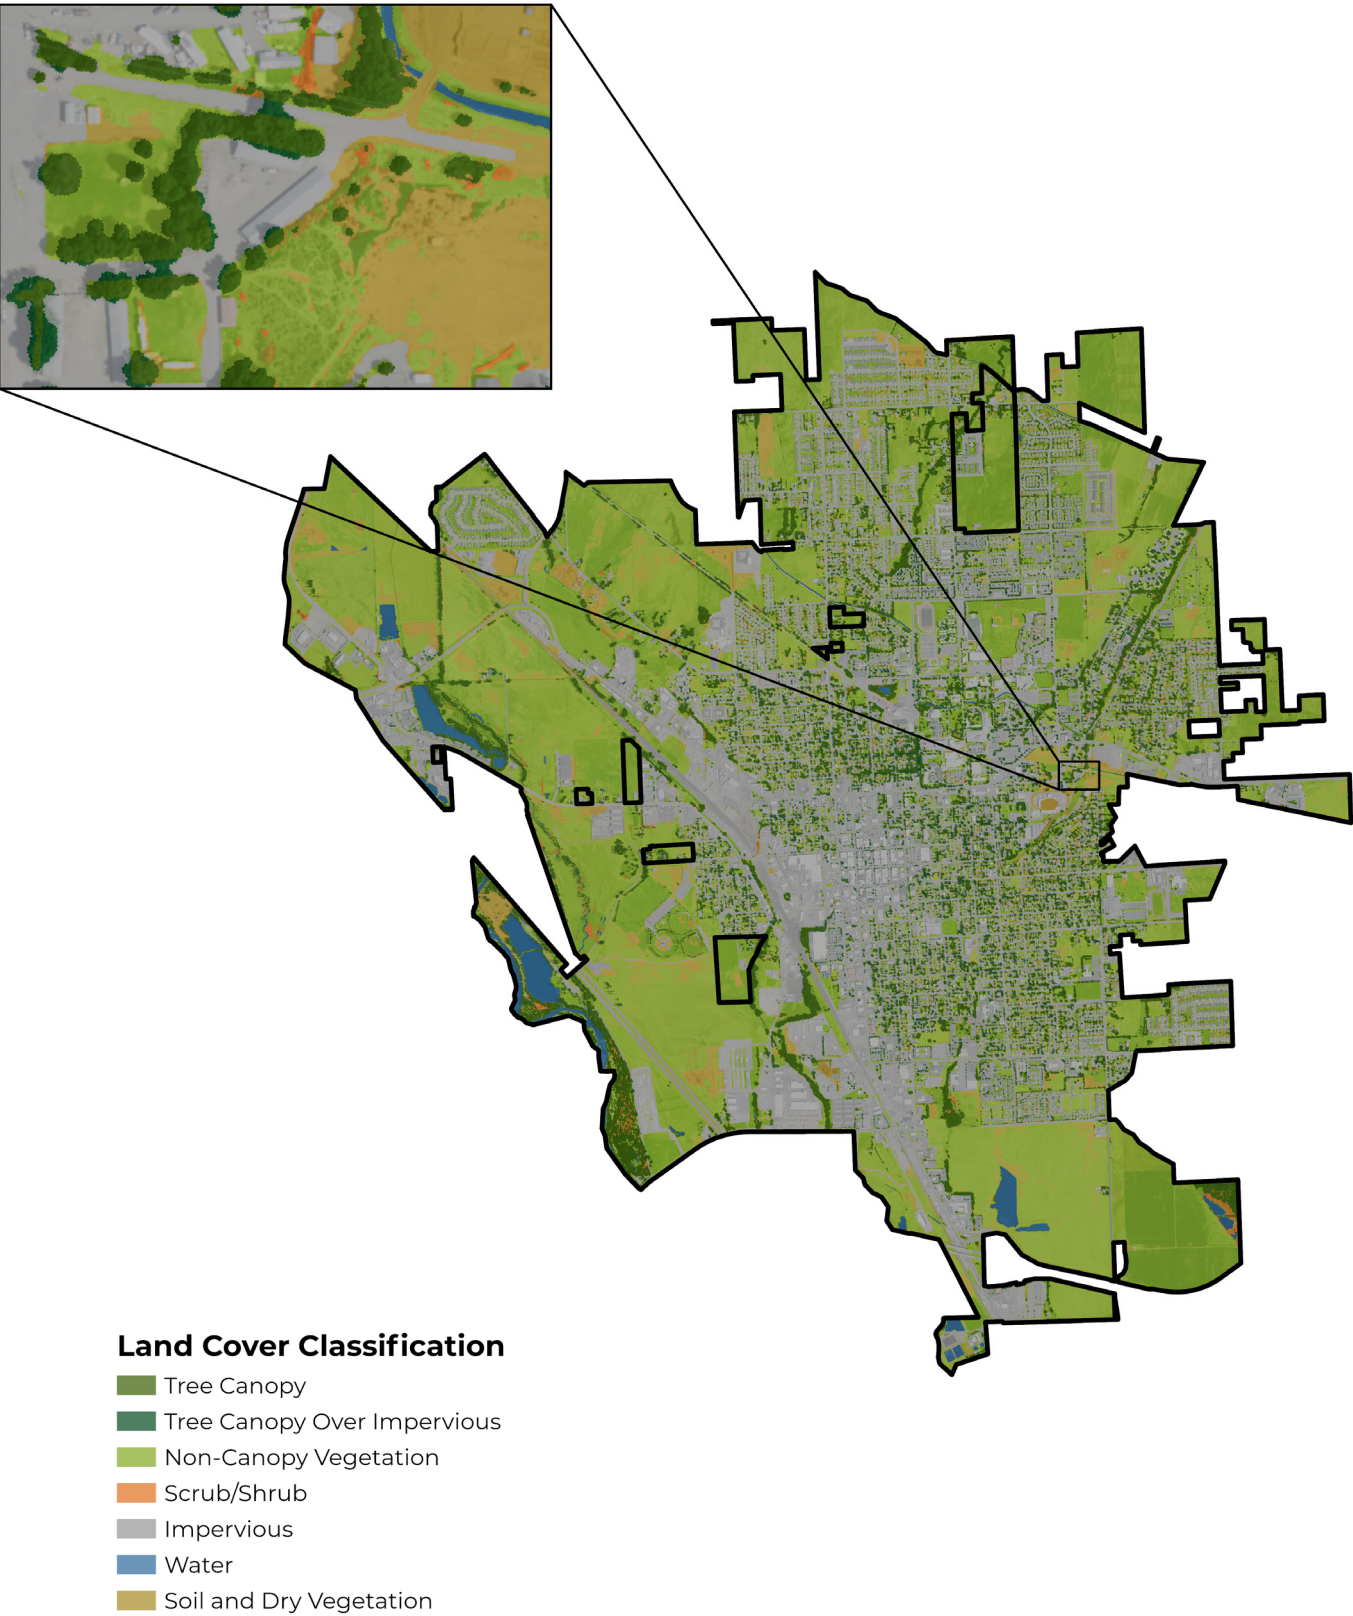 Land Cover Classification
Tree Canopy
Tree Canopy Over Impervious
Non-Canopy Vegetation
Scrub/Shrub
Impervious
Water
Soil and Dry Vegetation